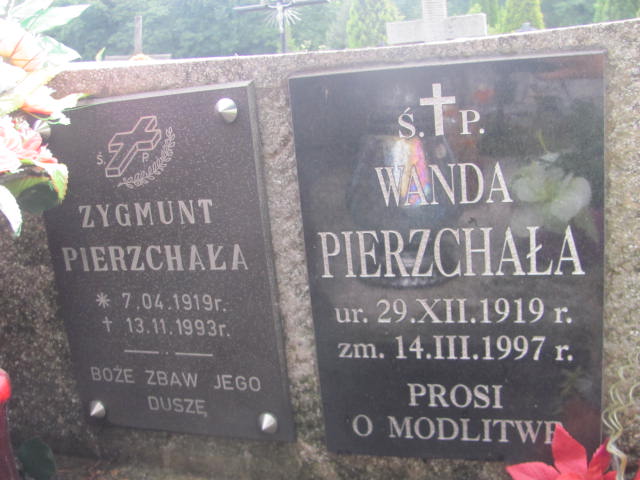 Ś. P.
ZYGMUNT
PIERZCHAŁA
* 7.04.1919r.
† 13.11.1993r.
BOŻE ZBAW JEGO
DUSZĘ
Ś. † P.
WANDA
PIERZCHAŁA
ur. 29.XII.1919 r.
zm. 14.III.1997 r.
PROSI
O MODLITWĘ